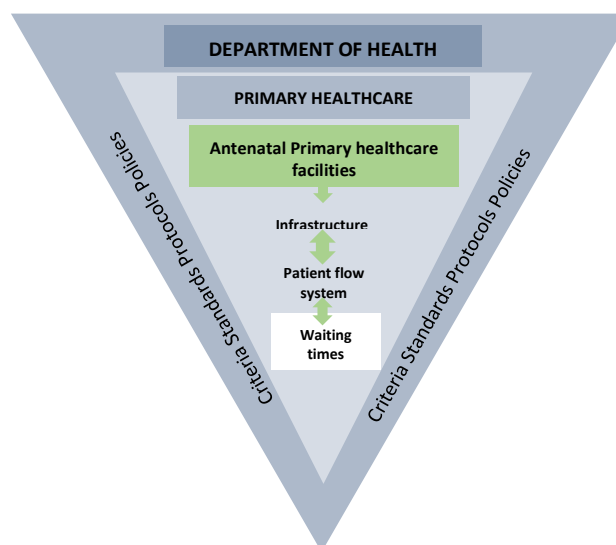 DEPARTMENT OF HEALTH
PRIMARY HEALTHCARE
Antenatal Primary healthcare
facilities
Infrastructure
Patient flow
system
Waiting
times
Criteria Standards Protocols Policies
Criteria Standards Protocols Policies